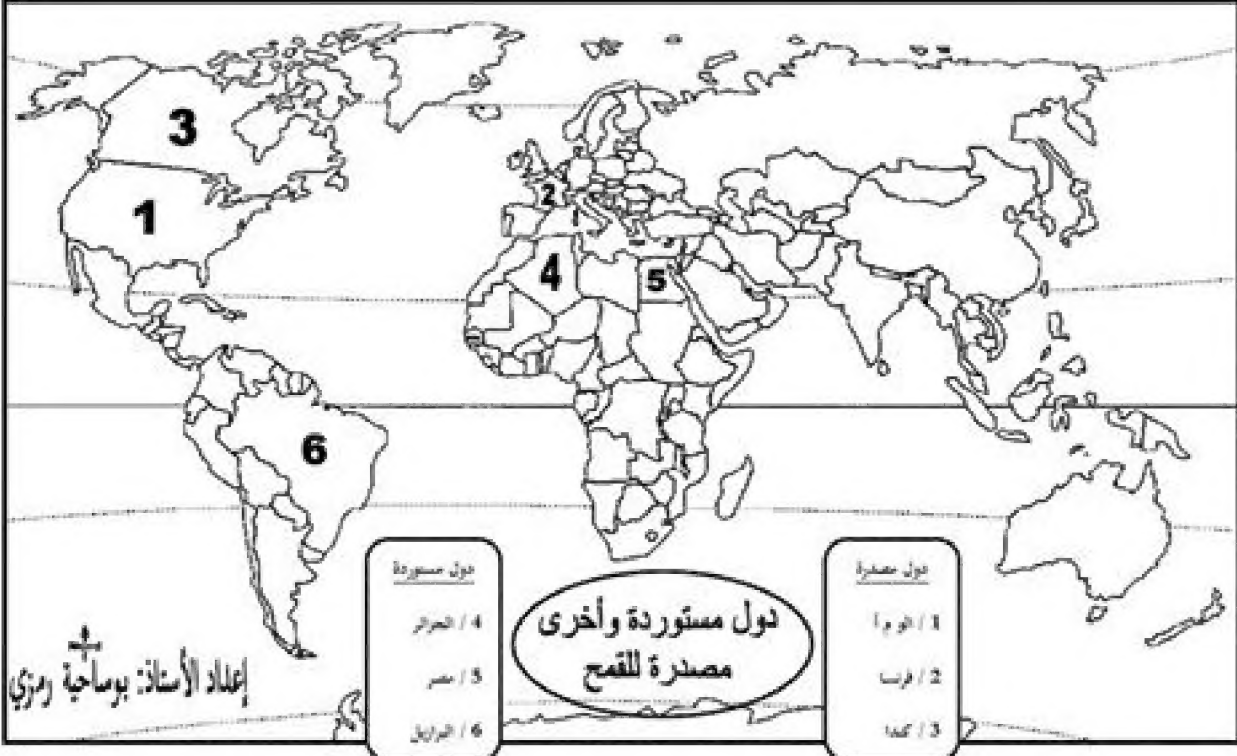 3
1
2
4
5
6
دول مصدرة
1 / الو م أ
2 / فرنسا
3 / كندا
دول مستوردة وأخرى
مصدرة للقمح
دول مستوردة
4 / الجزائر
5 / مصر
6 / البرازيل
إعداد الأستاذ: بوساحية رمزي